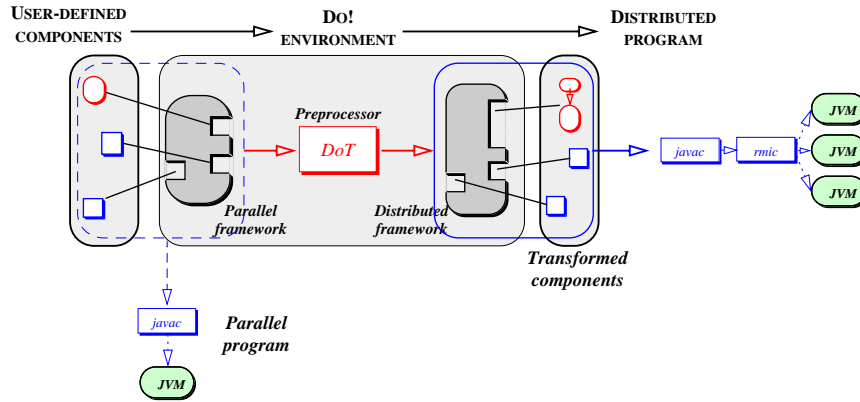 USER-DEFINED
COMPONENTS
DO!
ENVIRONMENT
DISTRIBUTED
PROGRAM
Preprocessor
DoT
javac
rmic
JVM
JVM
JVM
Parallel
framework
Distributed
framework
Transformed
components
javac
Parallel
program
JVM